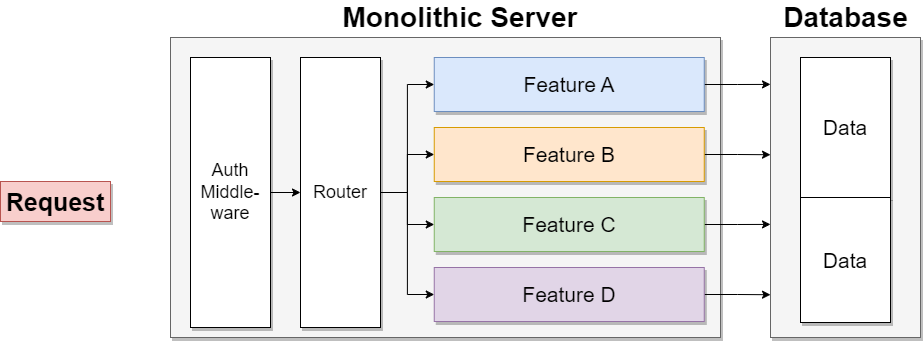 Monolithic Server
Database
Request
Auth
Middle-
ware
Router
Feature A
Feature B
Feature C
Feature D
Data
Data